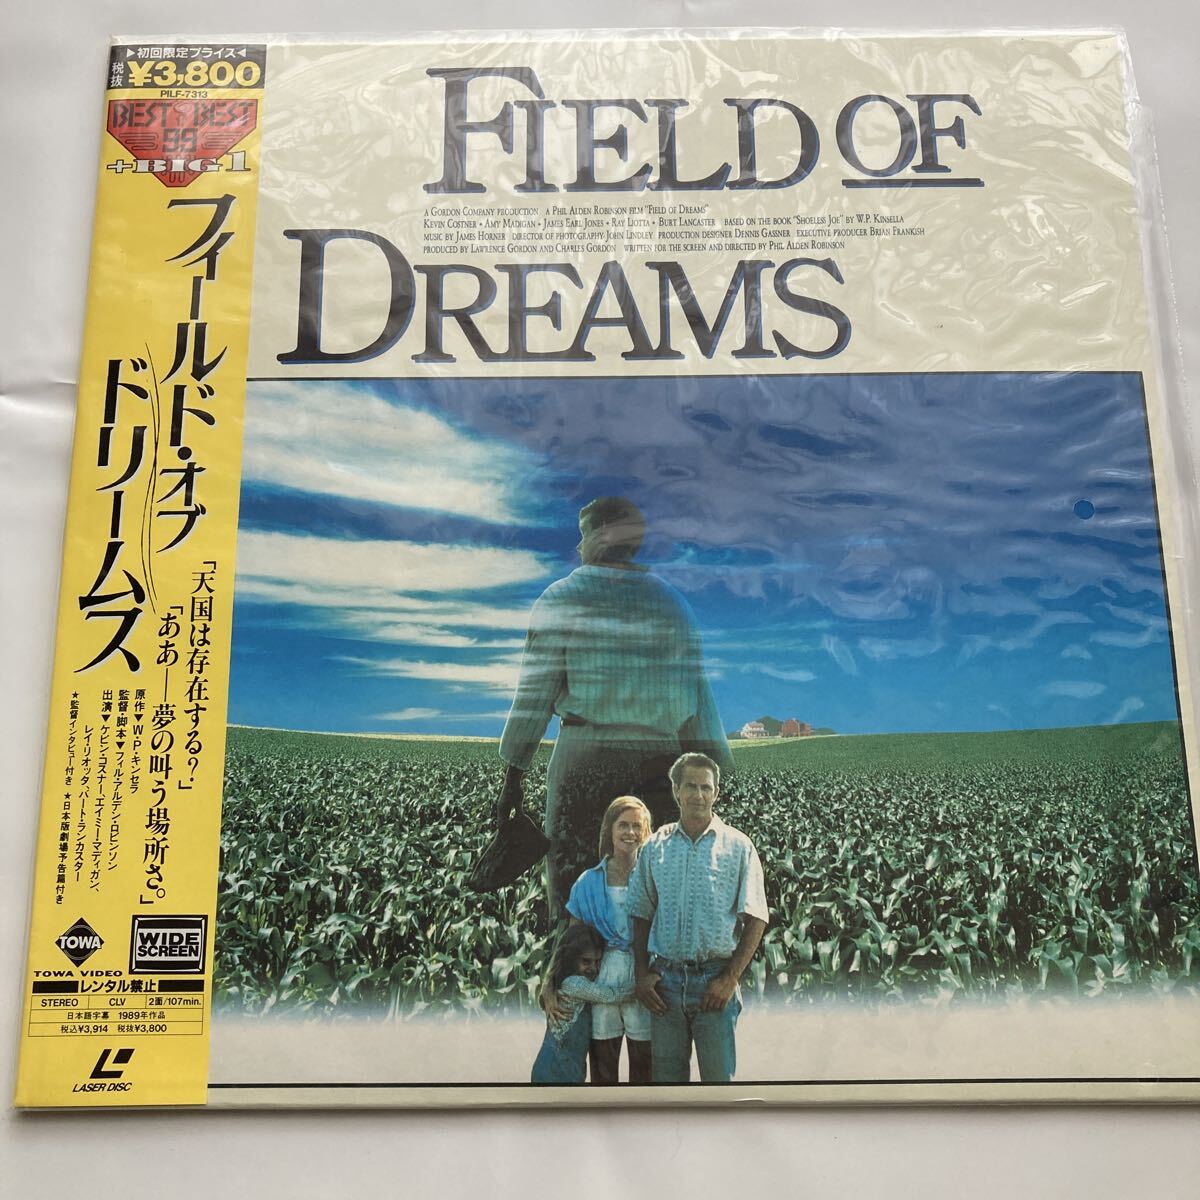 ▶初回限定プライス◀
税抜 ¥3,800
PILF-7313
BEST OF BEST
99
+BIG1
フィールド・オブ
ドリームス
「天国は存在する?」
「ああ―夢の叫う場所さ。」
原作▼W・P・キンセラ
監督・脚本▼フィル・アルデン・ロビンソン
出演▼ケビン・コスナー、エイミー・マディガン、
レイ・リオッタ、バート・ランカスター
★監督インタビュー付き ★日本版劇場予告篇付き
TOWA
TOWA VIDEO
WIDE SCREEN
レンタル禁止
STEREO CLV 2面/107min.
日本語字幕 1989年作品
税込¥3,914 税抜¥3,800
LASER DISC
FIELD OF
A GORDON COMPANY PRODUCTION A PHIL ALDEN ROBINSON FILM "FIELD OF DREAMS"
KEVIN COSTNER • AMY MADIGAN • JAMES EARL JONES • RAY LIOTTA • BURT LANCASTER BASED ON THE BOOK "SHOELESS JOE" BY W.P. KINSELLA
MUSIC BY JAMES HORNER DIRECTOR OF PHOTOGRAPHY JOHN LINDLEY PRODUCTION DESIGNER DENNIS GASSNER EXECUTIVE PRODUCER BRIAN FRANKISH
PRODUCED BY LAWRENCE GORDON AND CHARLES GORDON WRITTEN FOR THE SCREEN AND DIRECTED BY PHIL ALDEN ROBINSON
DREAMS